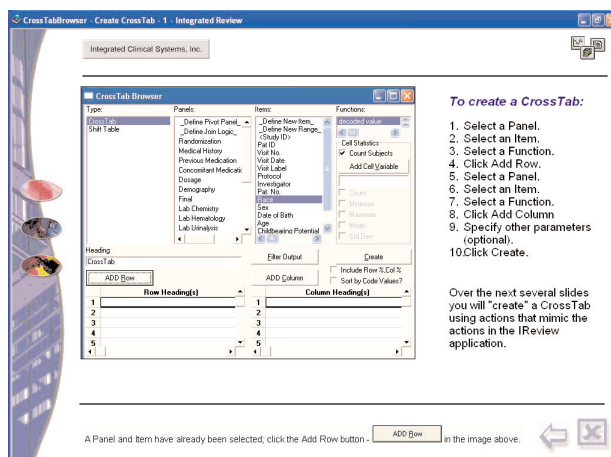 CrossTabBrowser - Create CrossTab - 1 - Integrated Review
Integrated Clinical Systems, Inc.
CrossTab Browser
Type:
CrossTab
Shift Table
Panels:
_Define Pivot Panel_
_Define Join Logic_
Randomization
Medical History
Previous Medication
Concomitant Medicati
Dosage
Demography
Final
Lab Chemistry
Lab Hematology
Lab Urinalysis
Items:
_Define New Item_
_Define New Range_
<Study ID>
Pat ID
Visit No.
Visit Date
Visit Label
Protocol
Investigator
Pat. No.
Race
Sex
Date of Birth
Age
Childbearing Potential
Functions:
decoded value
Cell Statistics
Count Subjects
Add Cell Variable
Count
Minimum
Maximum
Mean
Std Dev
Heading
CrossTab
Filter Output
Create
ADD Row
ADD Column
Include Row %,Col %
Sort by Code Values?
Row Heading(s)
1
2
3
4
5
Column Heading(s)
1
2
3
4
5
To create a CrossTab:
1. Select a Panel.
2. Select an Item.
3. Select a Function.
4. Click Add Row.
5. Select a Panel.
6. Select an Item.
7. Select a Function.
8. Click Add Column
9. Specify other parameters
(optional).
10.Click Create.
Over the next several slides
you will "create" a CrossTab
using actions that mimic the
actions in the IReview
application.
A Panel and Item have already been selected; click the Add Row button - ADD Row in the image above.